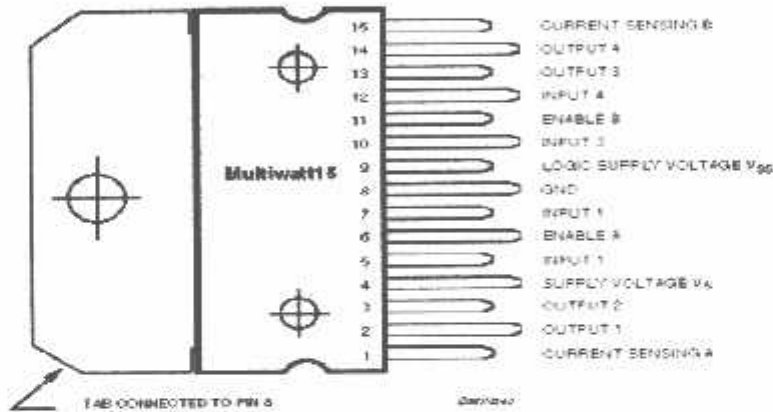 15 CURRENT SENSING B
14 OUTPUT 4
13 OUTPUT 3
12 INPUT 4
11 ENABLE B
10 INPUT 3
Multiwatt15
9 LOGIC SUPPLY VOLTAGE VSS
8 GND
7 INPUT 1
6 ENABLE A
5 INPUT 1
4 SUPPLY VOLTAGE VS
3 OUTPUT 2
2 OUTPUT 1
1 CURRENT SENSING A
TAB CONNECTED TO PIN 8